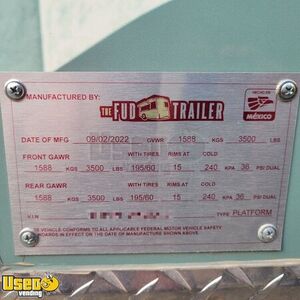 MANUFACTURED BY: THE FUD TRAILER HECHO EN MÉXICO
DATE OF MFG 09/02/2022 GVWR 1588 KGS 3500 LBS
FRONT GAWR WITH TIRES RIMS AT COLD
1588 KGS 3500 LBS 195/60 15 240 KPA 36 PSI DUAL
REAR GAWR WITH TIRES RIMS AT COLD
1588 KGS 3500 LBS 195/60 15 240 KPA 36 PSI DUAL
V.I.N. TYPE PLATFORM
VEHICLE CONFORMS TO ALL APPLICABLE FEDERAL MOTOR VEHICLE SAFETY
STANDARDS IN EFFECT ON THE DATE OF MANUFACTURE SHOWN ABOVE.
Used vending .com